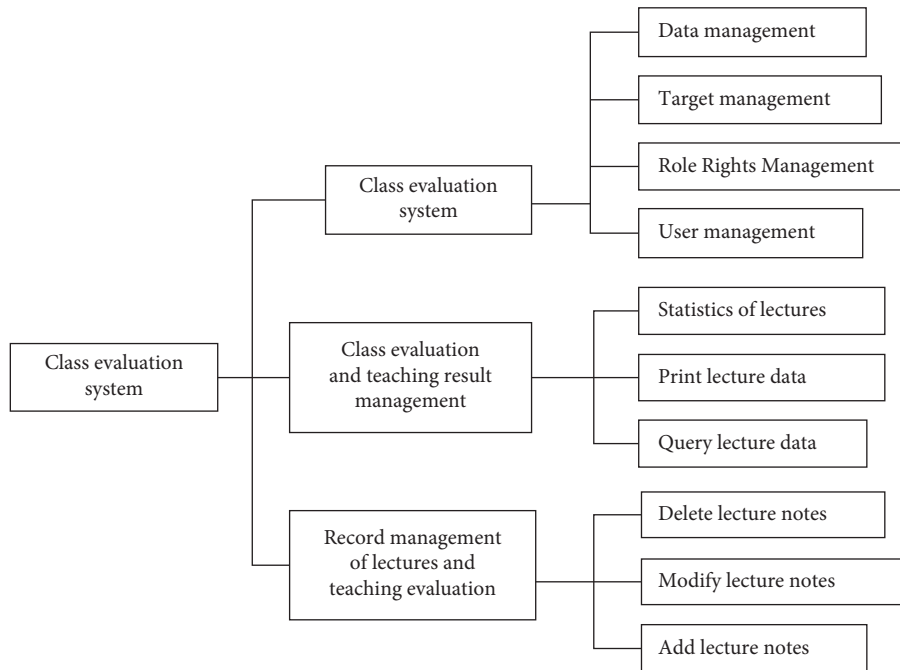 Class evaluation
system
Class evaluation
system
Data management
Target management
Role Rights Management
User management
Class evaluation
and teaching result
management
Statistics of lectures
Print lecture data
Query lecture data
Record management
of lectures and
teaching evaluation
Delete lecture notes
Modify lecture notes
Add lecture notes